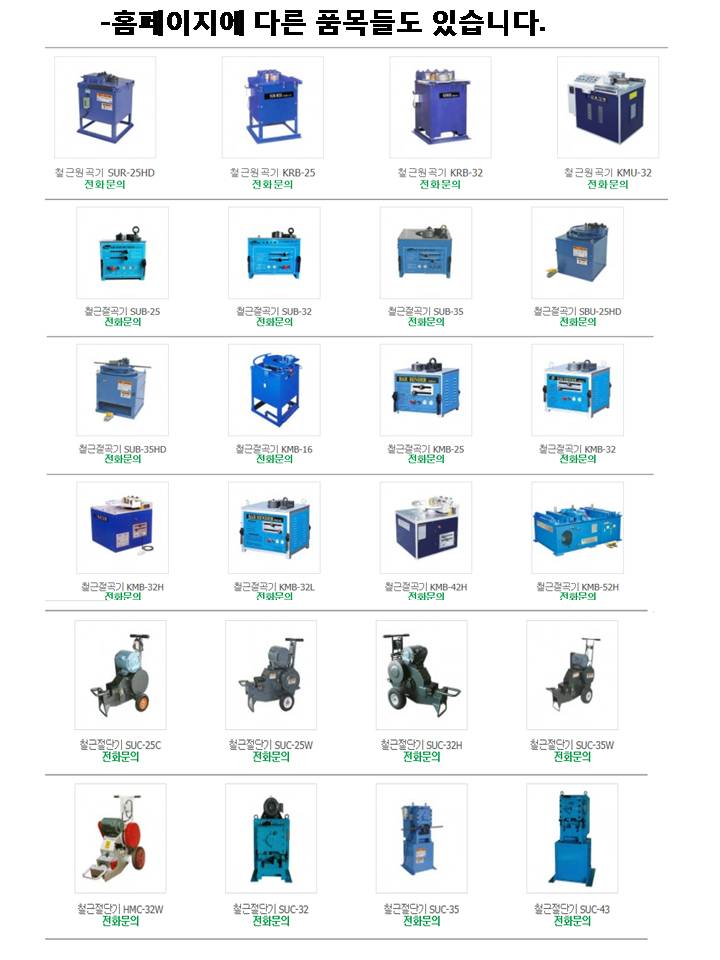 -홈페이지에 다른 품목들도 있습니다.
철근원곡기 SUR-25HD 철근원곡기 KRB-25 철근원곡기 KRB-32 철근원곡기 KMU-32
전화문의 전화문의 전화문의 전화문의
철근절곡기 SUB-25 철근절곡기 SUB-32 철근절곡기 SUB-35 철근절곡기 SBU-25HD
전화문의 전화문의 전화문의 전화문의
BAR BENDER
철근절곡기 SUB-35HD 철근절곡기 KMB-16 철근절곡기 KMB-25 철근절곡기 KMB-32
전화문의 전화문의 전화문의 전화문의
BAR BENDER
철근절곡기 KMB-32H 철근절곡기 KMB-32L 철근절곡기 KMB-42H 철근절곡기 KMB-52H
전화문의 전화문의 전화문의 전화문의
철근절단기 SUC-25C 철근절단기 SUC-25W 철근절단기 SUC-32H 철근절단기 SUC-35W
전화문의 전화문의 전화문의 전화문의
철근절단기 HMC-32W 철근절단기 SUC-32 철근절단기 SUC-35 철근절단기 SUC-43
전화문의 전화문의 전화문의 전화문의